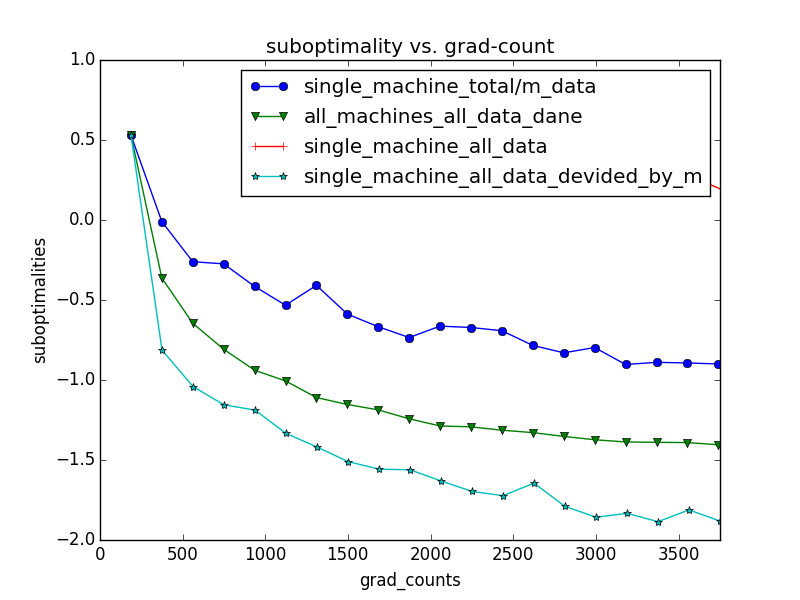 suboptimality vs. grad-count
single_machine_total/m_data
all_machines_all_data_dane
single_machine_all_data
single_machine_all_data_devided_by_m
1.0
0.5
0.0
−0.5
−1.0
−1.5
−2.0
suboptimalities
0 500 1000 1500 2000 2500 3000 3500
grad_counts